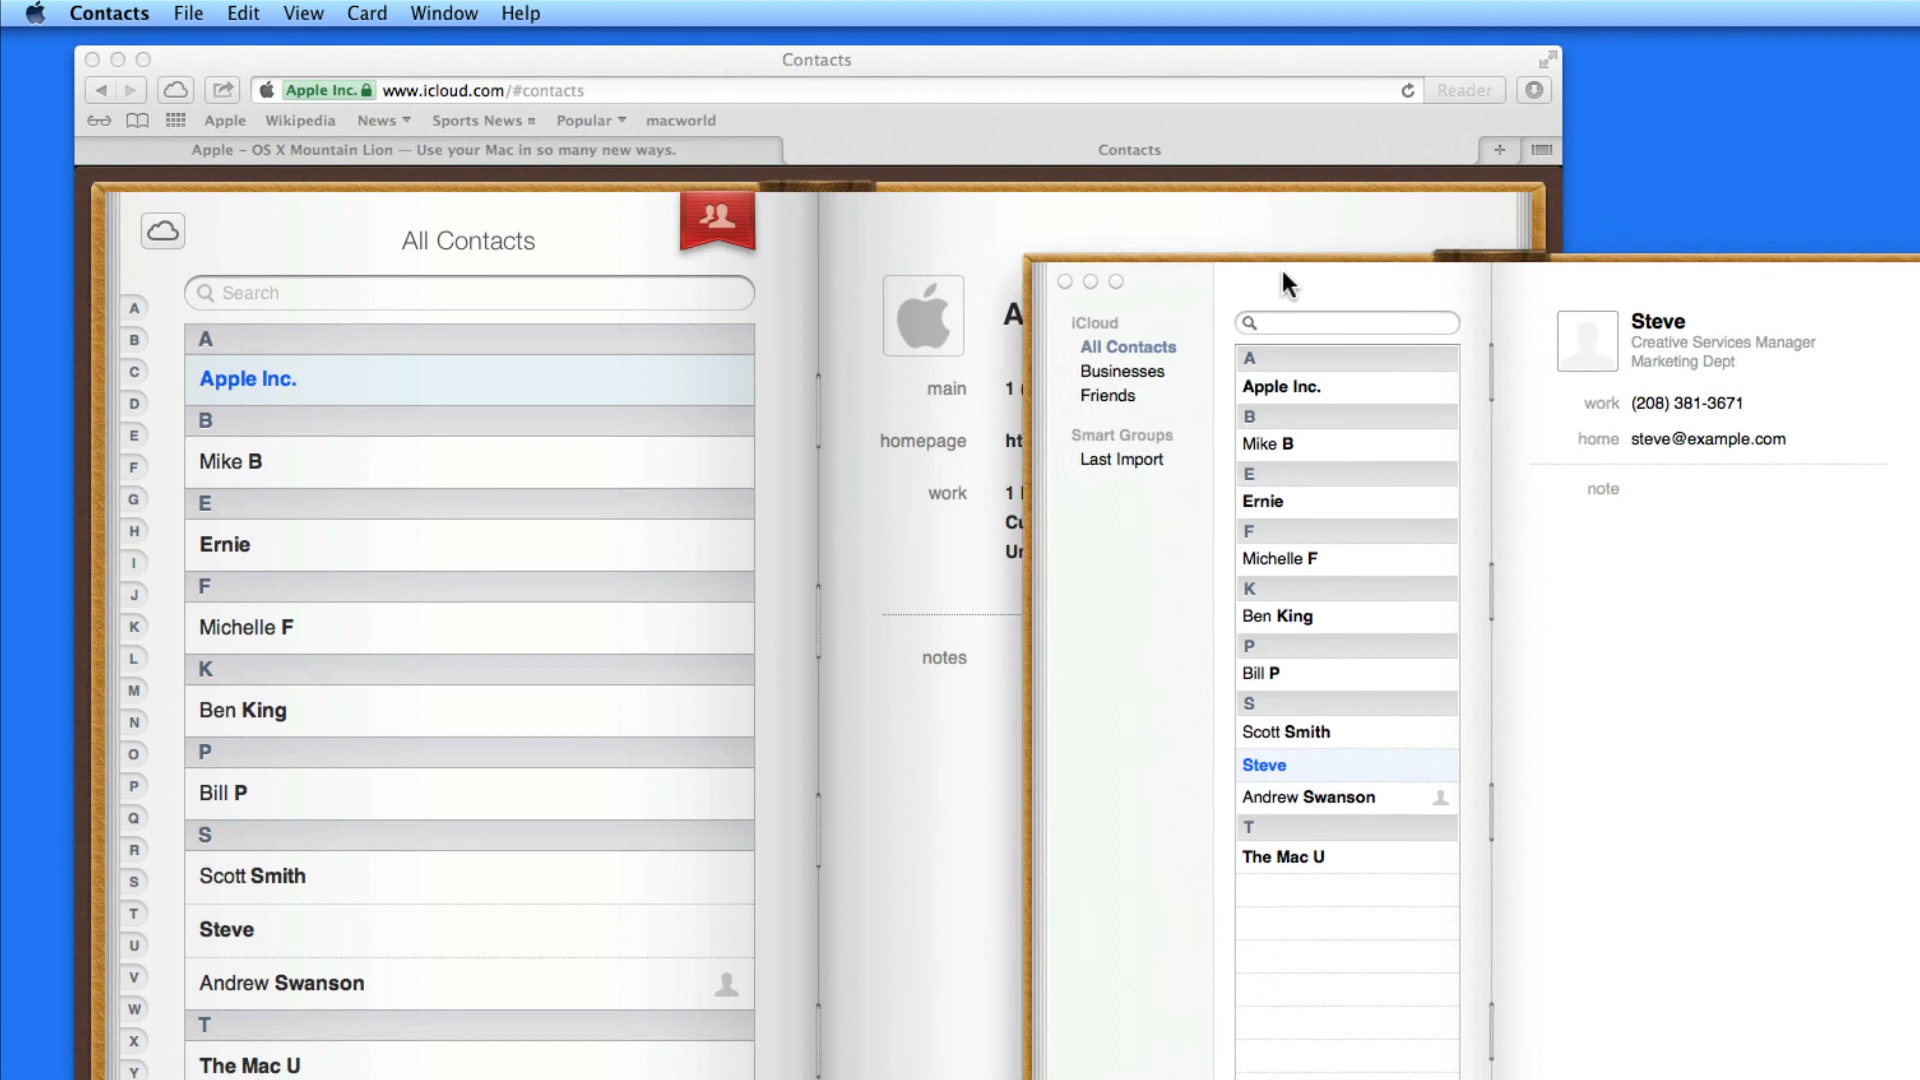 Contacts File Edit View Card Window Help
Contacts
Apple Inc. www.icloud.com/#contacts Reader
Apple Wikipedia News Sports News Popular macworld
Apple – OS X Mountain Lion — Use your Mac in so many new ways. Contacts +
All Contacts
Search
A
B
C
D
E
F
G
H
I
J
K
L
M
N
O
P
Q
R
S
T
U
V
W
X
Y
A
Apple Inc.
B
Mike B
E
Ernie
F
Michelle F
K
Ben King
P
Bill P
S
Scott Smith
Steve
Andrew Swanson
T
The Mac U
A
main 1
homepage ht
work 1
Cu
Un
notes
iCloud
All Contacts
Businesses
Friends
Smart Groups
Last Import
A
Apple Inc.
B
Mike B
E
Ernie
F
Michelle F
K
Ben King
P
Bill P
S
Scott Smith
Steve
Andrew Swanson
T
The Mac U
Steve
Creative Services Manager
Marketing Dept
work (208) 381-3671
home steve@example.com
note